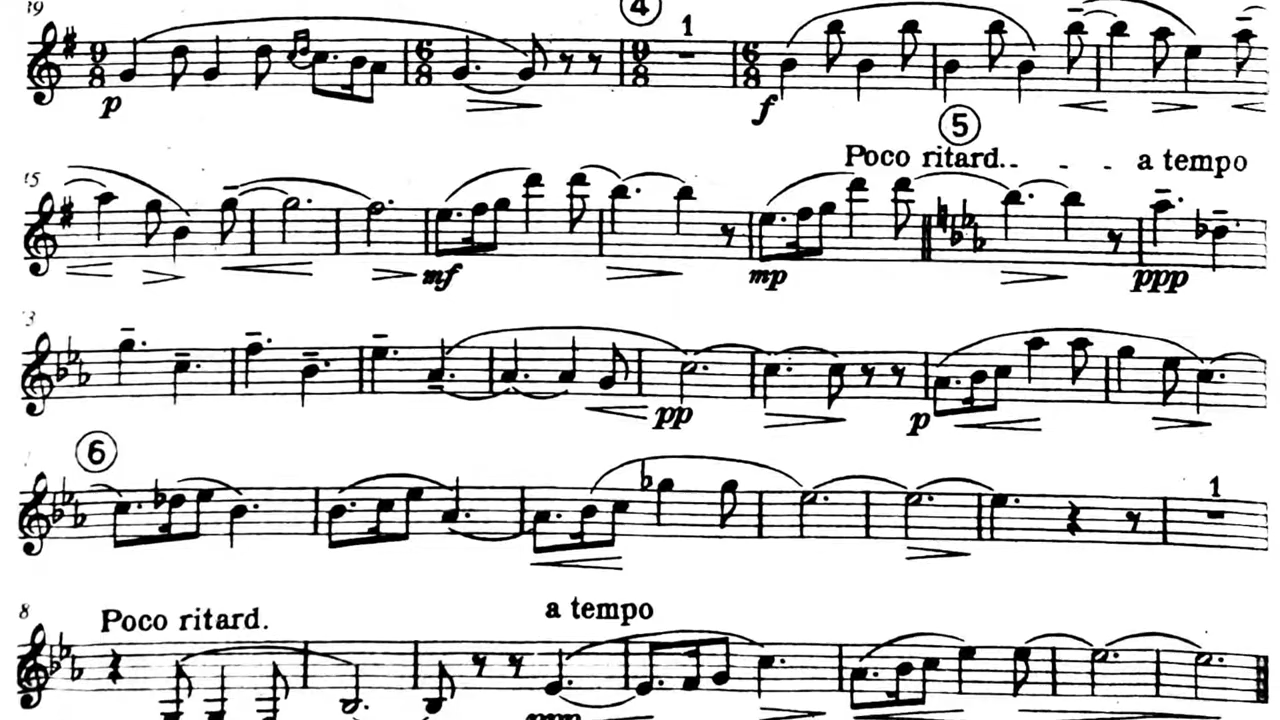 19 4
9 8 6 8 9 8 1 6 8
p f
5
Poco ritard. . - - - a tempo
15
mf mp ppp
pp p
6
1
8 Poco ritard. a tempo